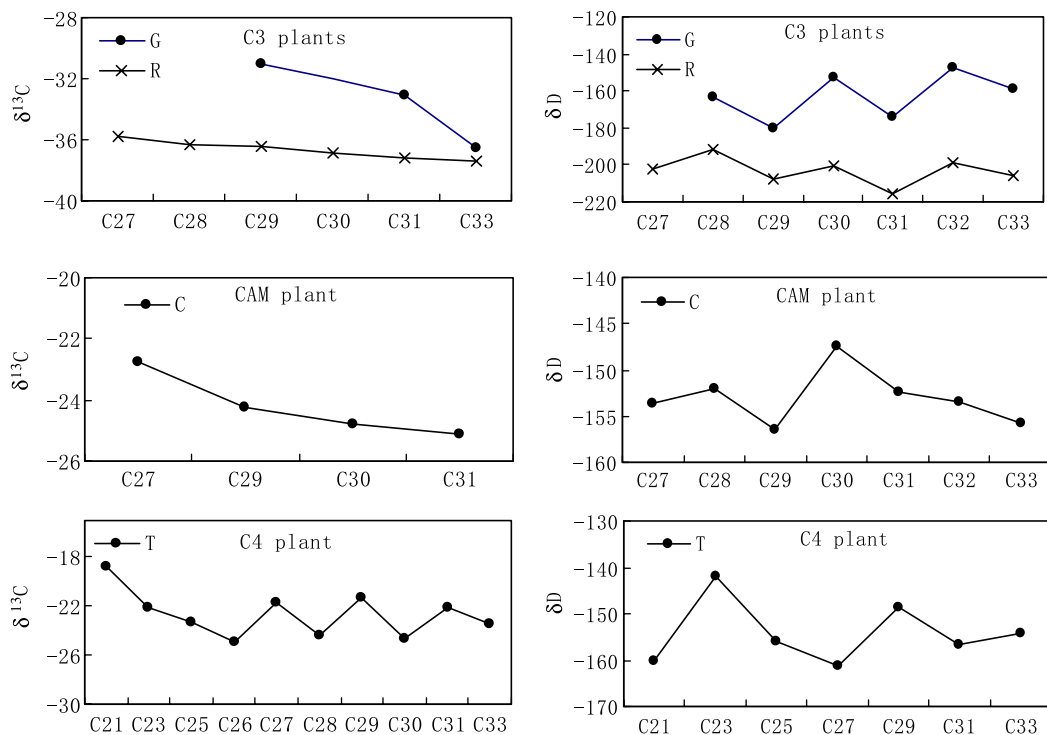 C3 plants
G
R
δ¹³C
-28
-32
-36
-40
C27 C28 C29 C30 C31 C33
C3 plants
G
R
δD
-120
-140
-160
-180
-200
-220
C27 C28 C29 C30 C31 C32 C33
CAM plant
C
δ¹³C
-20
-22
-24
-26
C27 C29 C30 C31
CAM plant
C
δD
-140
-145
-150
-155
-160
C27 C28 C29 C30 C31 C32 C33
C4 plant
T
δ¹³C
-18
-22
-26
-30
C21 C23 C25 C26 C27 C28 C29 C30 C31 C33
C4 plant
T
δD
-130
-140
-150
-160
-170
C21 C23 C25 C27 C29 C31 C33